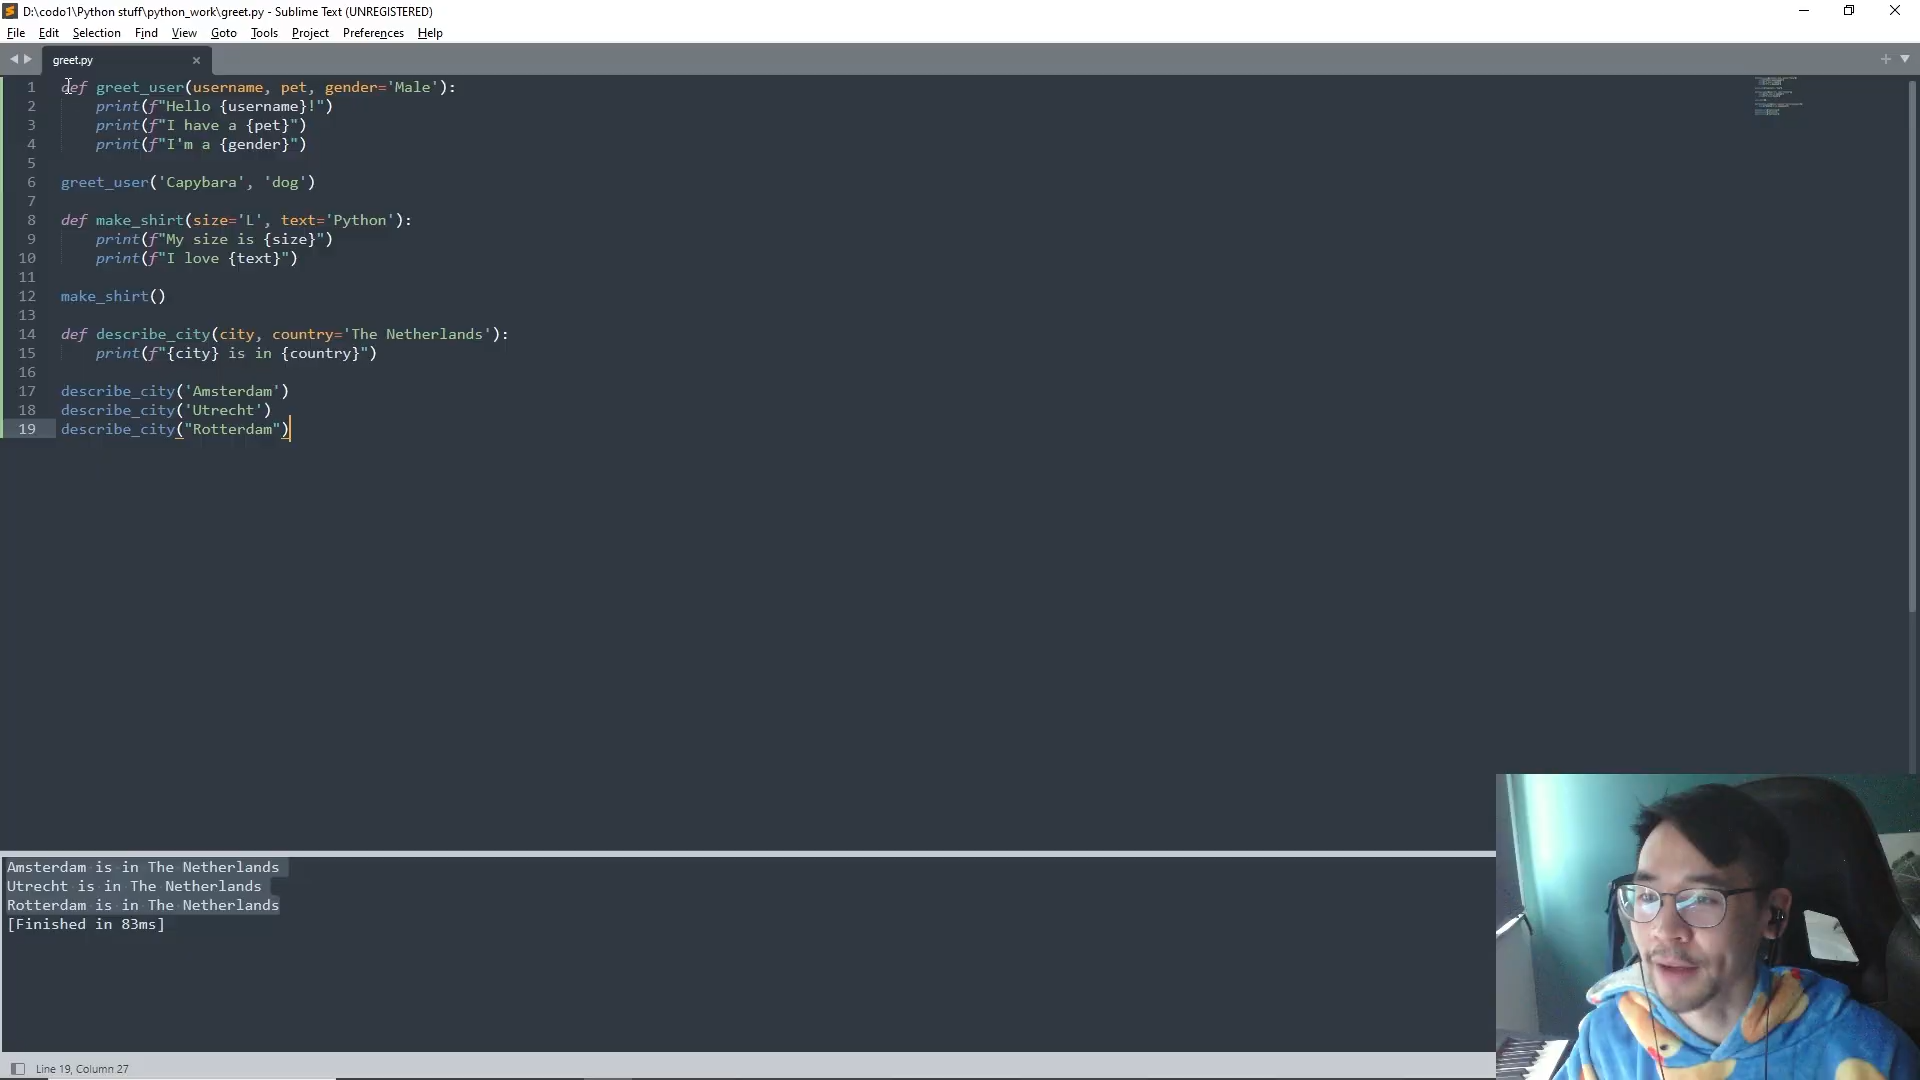 D:\codo1\Python stuff\python_work\greet.py - Sublime Text (UNREGISTERED)
File Edit Selection Find View Goto Tools Project Preferences Help
greet.py
1 def greet_user(username, pet, gender='Male'):
2 print(f"Hello {username}!")
3 print(f"I have a {pet}")
4 print(f"I'm a {gender}")
5
6 greet_user('Capybara', 'dog')
7
8 def make_shirt(size='L', text='Python'):
9 print(f"My size is {size}")
10 print(f"I love {text}")
11
12 make_shirt()
13
14 def describe_city(city, country='The Netherlands'):
15 print(f"{city} is in {country}")
16
17 describe_city('Amsterdam')
18 describe_city('Utrecht')
19 describe_city("Rotterdam")
Amsterdam is in The Netherlands
Utrecht is in The Netherlands
Rotterdam is in The Netherlands
[Finished in 83ms]
Line 19, Column 27